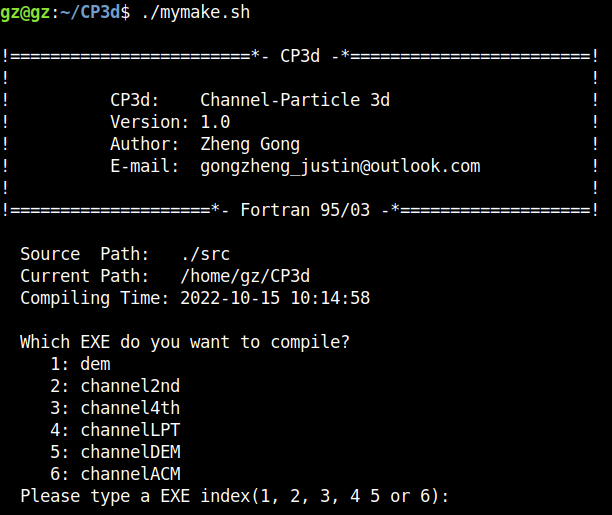 gz@gz:~/CP3d$ ./mymake.sh
!========================*- CP3d -*========================!
!                                                          !
!          CP3d:    Channel-Particle 3d                    !
!          Version: 1.0                                    !
!          Author:  Zheng Gong                             !
!          E-mail:  gongzheng_justin@outlook.com           !
!                                                          !
!====================*- Fortran 95/03 -*===================!
  Source  Path:   ./src
  Current Path:   /home/gz/CP3d
  Compiling Time: 2022-10-15 10:14:58
  Which EXE do you want to compile?
     1: dem
     2: channel2nd
     3: channel4th
     4: channelLPT
     5: channelDEM
     6: channelACM
  Please type a EXE index(1, 2, 3, 4 5 or 6):